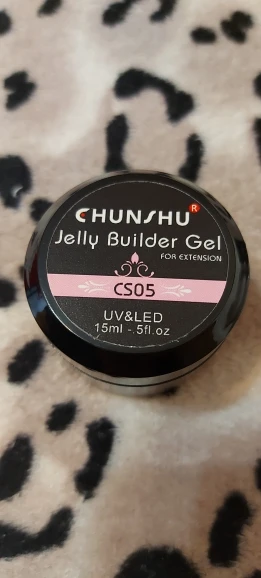 CHUNSHU®
Jelly Builder Gel
FOR EXTENSION
CS05
UV&LED
15ml - .5fl.oz